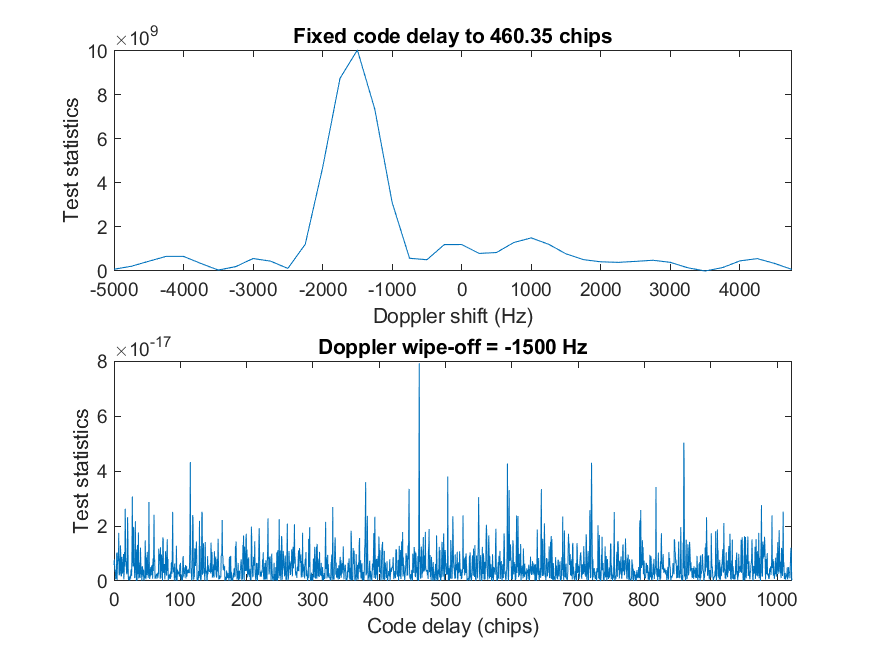 ×10^9
Fixed code delay to 460.35 chips
10
8
6
4
2
0
Test statistics
-5000 -4000 -3000 -2000 -1000 0 1000 2000 3000 4000
Doppler shift (Hz)
×10^-17
Doppler wipe-off = -1500 Hz
8
6
4
2
0
Test statistics
0 100 200 300 400 500 600 700 800 900 1000
Code delay (chips)